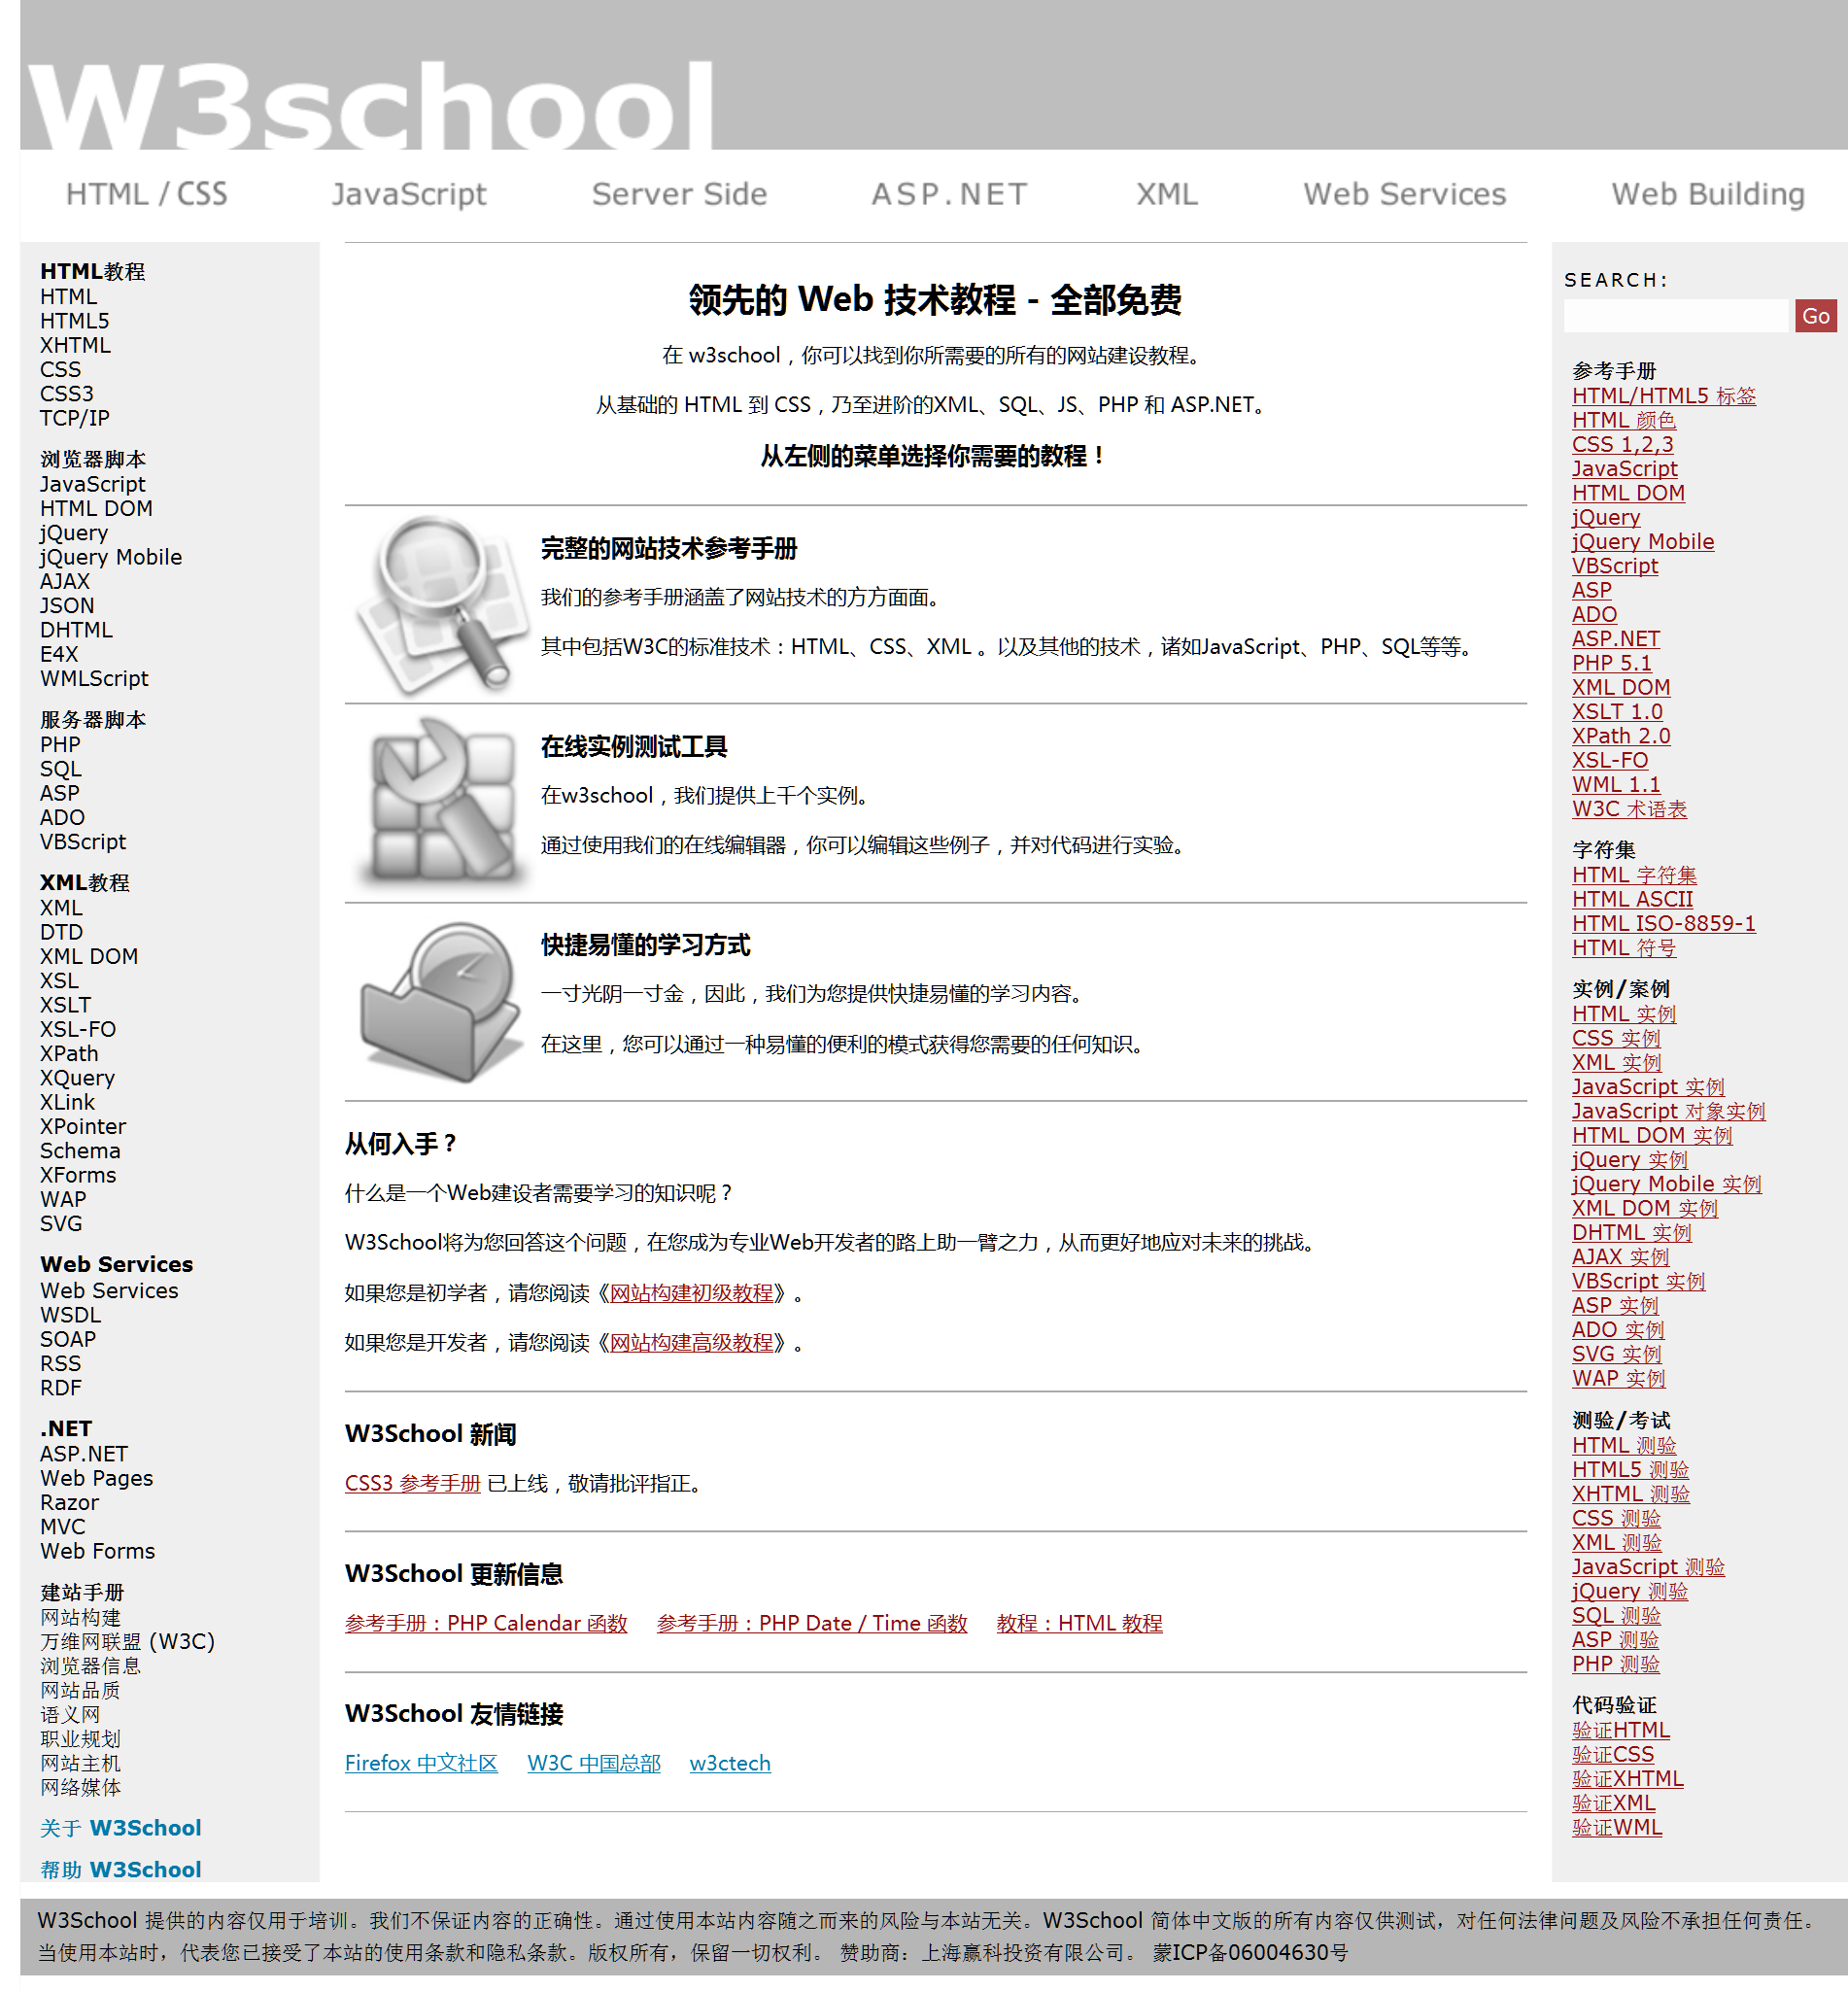 W3school
HTML / CSS
JavaScript
Server Side
ASP.NET
XML
Web Services
Web Building
HTML教程
HTML
HTML5
XHTML
CSS
CSS3
TCP/IP
浏览器脚本
JavaScript
HTML DOM
jQuery
jQuery Mobile
AJAX
JSON
DHTML
E4X
WMLScript
服务器脚本
PHP
SQL
ASP
ADO
VBScript
XML教程
XML
DTD
XML DOM
XSL
XSLT
XSL-FO
XPath
XQuery
XLink
XPointer
Schema
XForms
WAP
SVG
Web Services
Web Services
WSDL
SOAP
RSS
RDF
.NET
ASP.NET
Web Pages
Razor
MVC
Web Forms
建站手册
网站构建
万维网联盟 (W3C)
浏览器信息
网站品质
语义网
职业规划
网站主机
网络媒体
关于 W3School
帮助 W3School
领先的 Web 技术教程 - 全部免费
在 w3school，你可以找到你所需要的所有的网站建设教程。
从基础的 HTML 到 CSS，乃至进阶的XML、SQL、JS、PHP 和 ASP.NET。
从左侧的菜单选择你需要的教程！
完整的网站技术参考手册
我们的参考手册涵盖了网站技术的方方面面。
其中包括W3C的标准技术：HTML、CSS、XML 。以及其他的技术，诸如JavaScript、PHP、SQL等等。
在线实例测试工具
在w3school，我们提供上千个实例。
通过使用我们的在线编辑器，你可以编辑这些例子，并对代码进行实验。
快捷易懂的学习方式
一寸光阴一寸金，因此，我们为您提供快捷易懂的学习内容。
在这里，您可以通过一种易懂的便利的模式获得您需要的任何知识。
从何入手？
什么是一个Web建设者需要学习的知识呢？
W3School将为您回答这个问题，在您成为专业Web开发者的路上助一臂之力，从而更好地应对未来的挑战。
如果您是初学者，请您阅读《网站构建初级教程》。
如果您是开发者，请您阅读《网站构建高级教程》。
W3School 新闻
CSS3 参考手册 已上线，敬请批评指正。
W3School 更新信息
参考手册：PHP Calendar 函数 参考手册：PHP Date / Time 函数 教程：HTML 教程
W3School 友情链接
Firefox 中文社区 W3C 中国总部 w3ctech
SEARCH:
Go
参考手册
HTML/HTML5 标签
HTML 颜色
CSS 1,2,3
JavaScript
HTML DOM
jQuery
jQuery Mobile
VBScript
ASP
ADO
ASP.NET
PHP 5.1
XML DOM
XSLT 1.0
XPath 2.0
XSL-FO
WML 1.1
W3C 术语表
字符集
HTML 字符集
HTML ASCII
HTML ISO-8859-1
HTML 符号
实例/案例
HTML 实例
CSS 实例
XML 实例
JavaScript 实例
JavaScript 对象实例
HTML DOM 实例
jQuery 实例
jQuery Mobile 实例
XML DOM 实例
DHTML 实例
AJAX 实例
VBScript 实例
ASP 实例
ADO 实例
SVG 实例
WAP 实例
测验/考试
HTML 测验
HTML5 测验
XHTML 测验
CSS 测验
XML 测验
JavaScript 测验
jQuery 测验
SQL 测验
ASP 测验
PHP 测验
代码验证
验证HTML
验证CSS
验证XHTML
验证XML
验证WML
W3School 提供的内容仅用于培训。我们不保证内容的正确性。通过使用本站内容随之而来的风险与本站无关。W3School 简体中文版的所有内容仅供测试，对任何法律问题及风险不承担任何责任。
当使用本站时，代表您已接受了本站的使用条款和隐私条款。版权所有，保留一切权利。 赞助商：上海赢科投资有限公司。 蒙ICP备06004630号